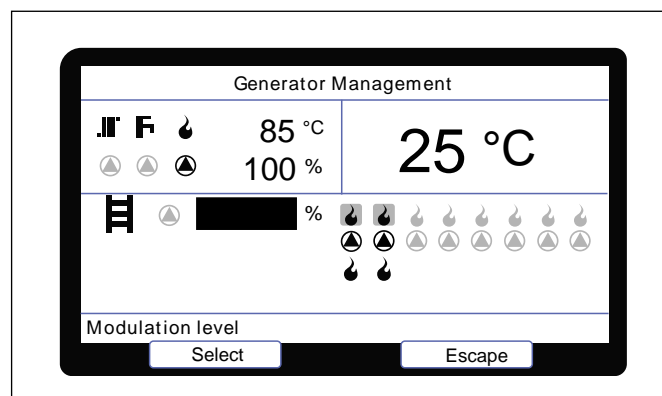 Generator Management
85 °C
100 %
25 °C
%
Modulation level
Select
Escape